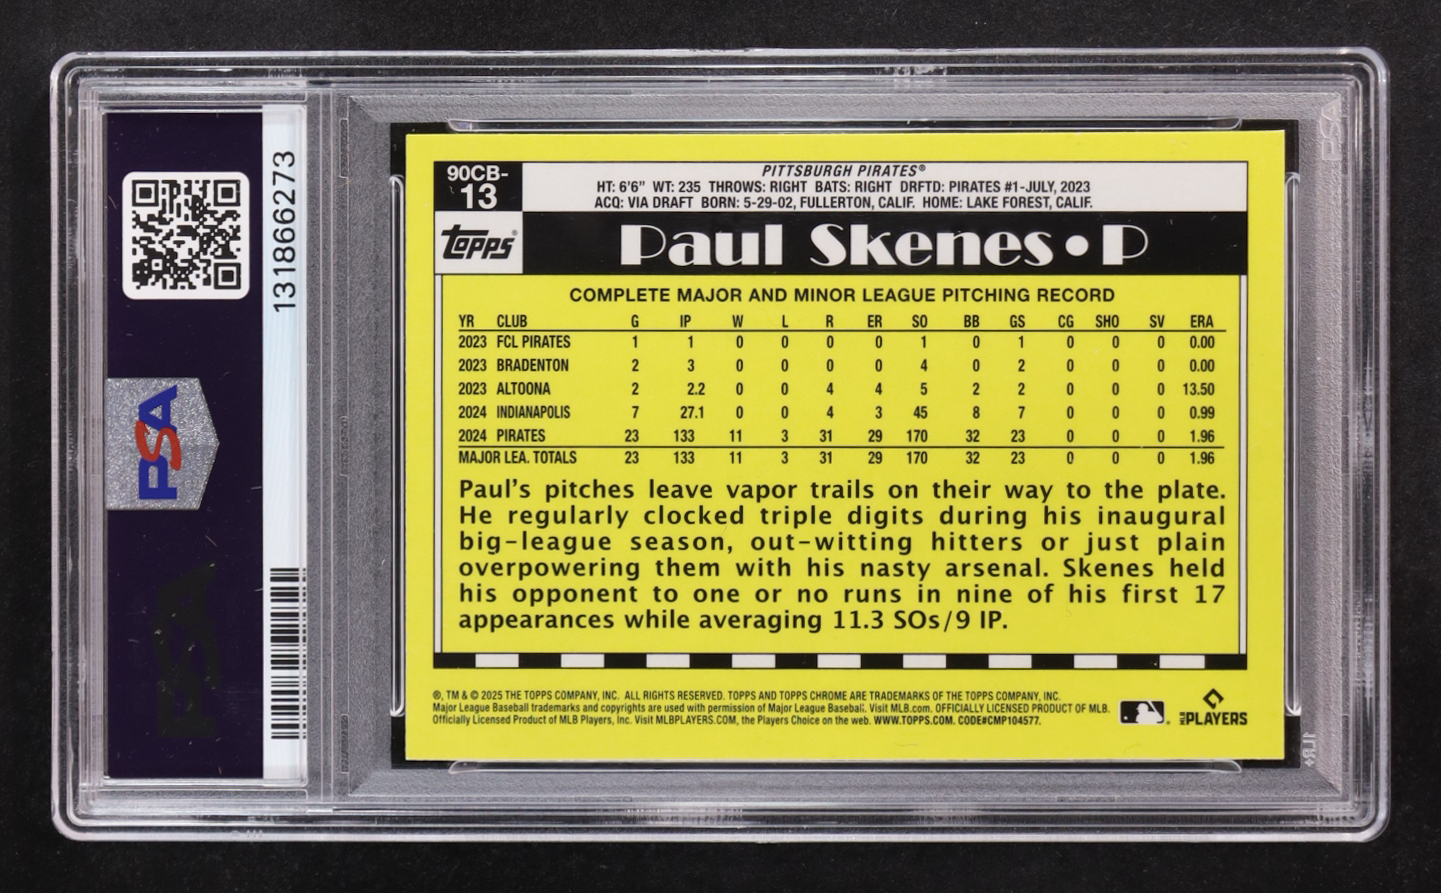 131866273
PSA
90CB-
13
PITTSBURGH PIRATES®
HT: 6'6" WT: 235 THROWS: RIGHT BATS: RIGHT DRFTD: PIRATES #1-JULY, 2023
ACQ: VIA DRAFT BORN: 5-29-02, FULLERTON, CALIF. HOME: LAKE FOREST, CALIF.
topps®
Paul Skenes • P
COMPLETE MAJOR AND MINOR LEAGUE PITCHING RECORD
YR CLUB G IP W L R ER SO BB GS CG SHO SV ERA
2023 FCL PIRATES 1 1 0 0 0 0 1 0 1 0 0 0 0.00
2023 BRADENTON 2 3 0 0 0 0 4 0 2 0 0 0 0.00
2023 ALTOONA 2 2.2 0 0 4 4 5 2 2 0 0 0 13.50
2024 INDIANAPOLIS 7 27.1 0 0 4 3 45 8 7 0 0 0 0.99
2024 PIRATES 23 133 11 3 31 29 170 32 23 0 0 0 1.96
MAJOR LEA. TOTALS 23 133 11 3 31 29 170 32 23 0 0 0 1.96
Paul's pitches leave vapor trails on their way to the plate.
He regularly clocked triple digits during his inaugural
big-league season, out-witting hitters or just plain
overpowering them with his nasty arsenal. Skenes held
his opponent to one or no runs in nine of his first 17
appearances while averaging 11.3 SOs/9 IP.
®, TM & © 2025 THE TOPPS COMPANY, INC. ALL RIGHTS RESERVED. TOPPS AND TOPPS CHROME ARE TRADEMARKS OF THE TOPPS COMPANY, INC.
Major League Baseball trademarks and copyrights are used with permission of Major League Baseball. Visit MLB.com. OFFICIALLY LICENSED PRODUCT OF MLB.
Officially Licensed Product of MLB Players, Inc. Visit MLBPLAYERS.COM, the Players Choice on the web. WWW.TOPPS.COM. CODE#CMP104577.
MLB PLAYERS
PSA
PSA